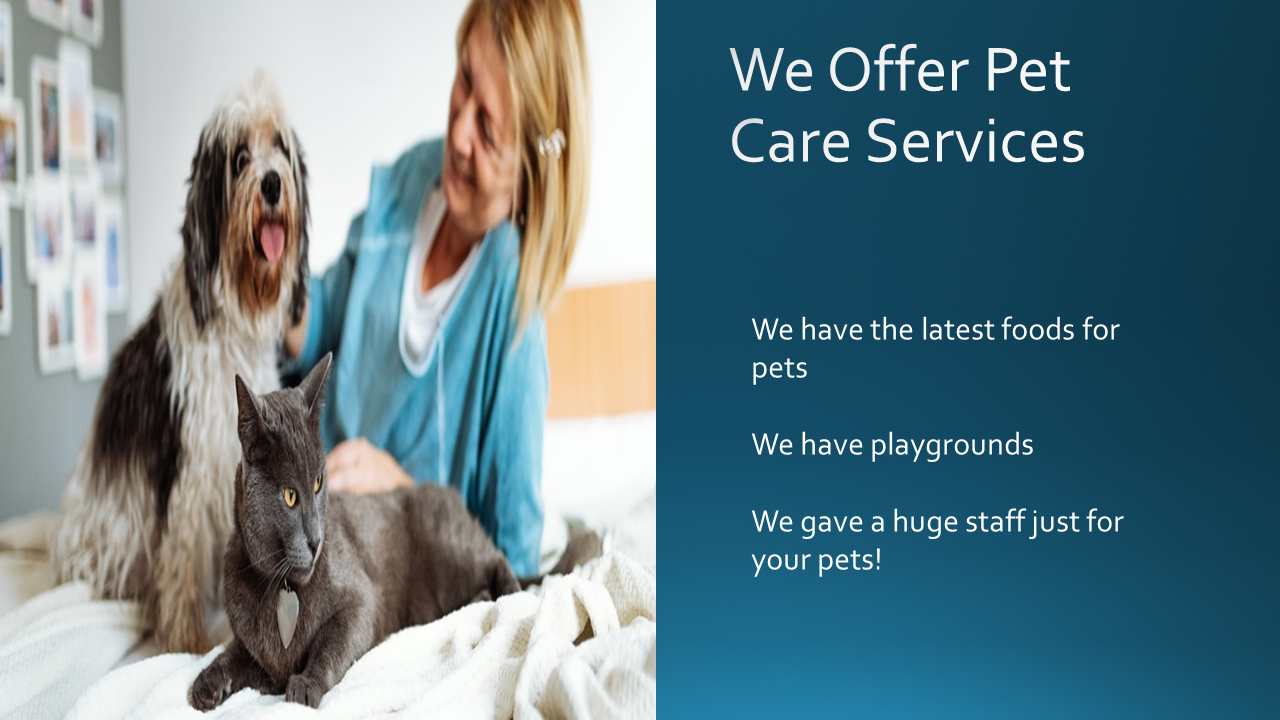 We Offer Pet
Care Services
We have the latest foods for
pets
We have playgrounds
We gave a huge staff just for
your pets!